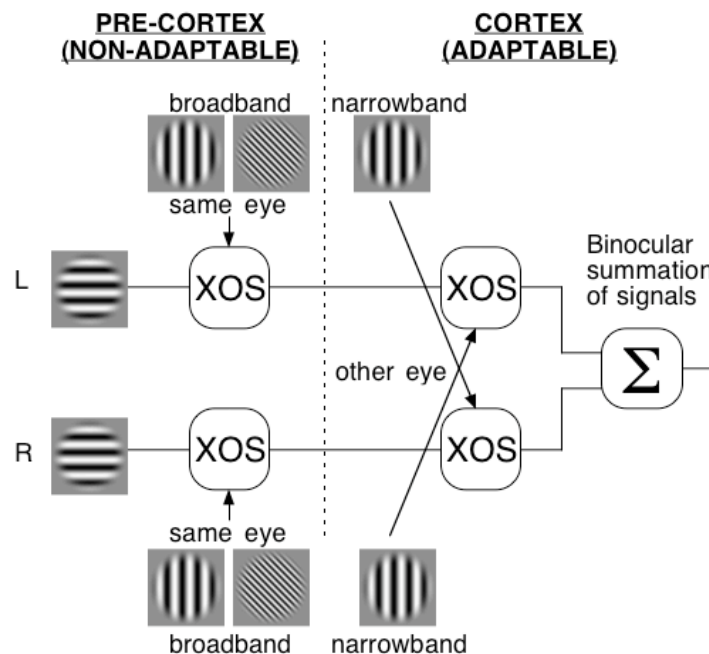 PRE-CORTEX
(NON-ADAPTABLE)
CORTEX
(ADAPTABLE)
broadband
narrowband
same eye
L
XOS
XOS
Binocular
summation
of signals
other eye
Σ
R
XOS
XOS
same eye
broadband
narrowband